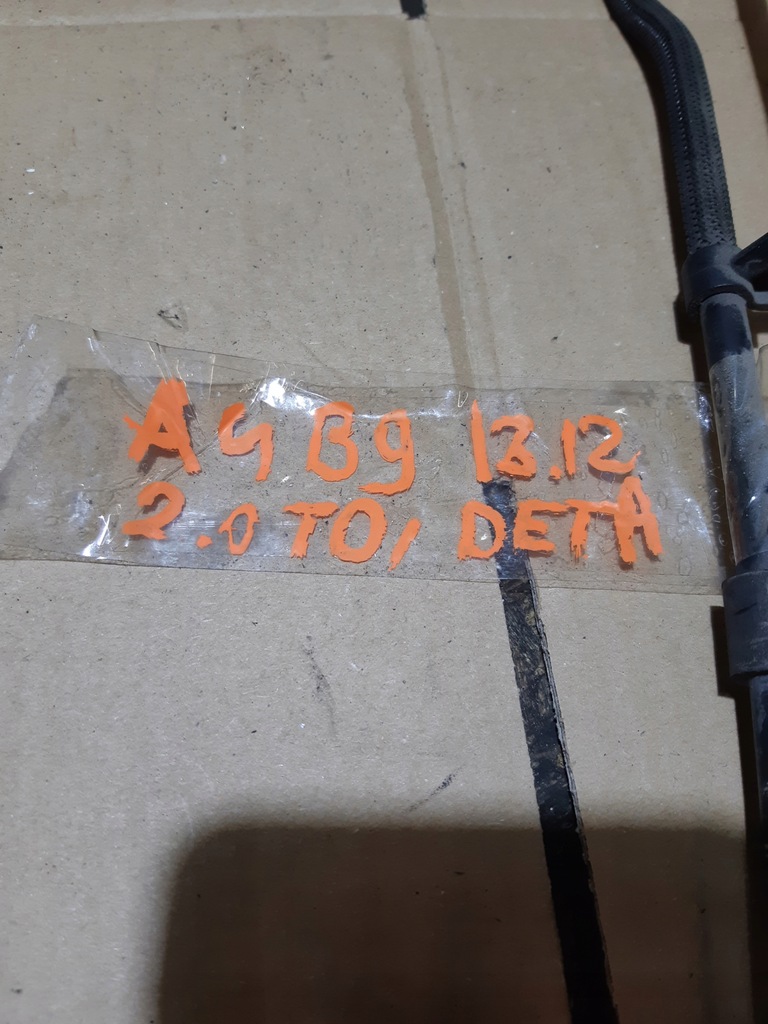 A4 B9 13.12
2.0 TDI, DETA